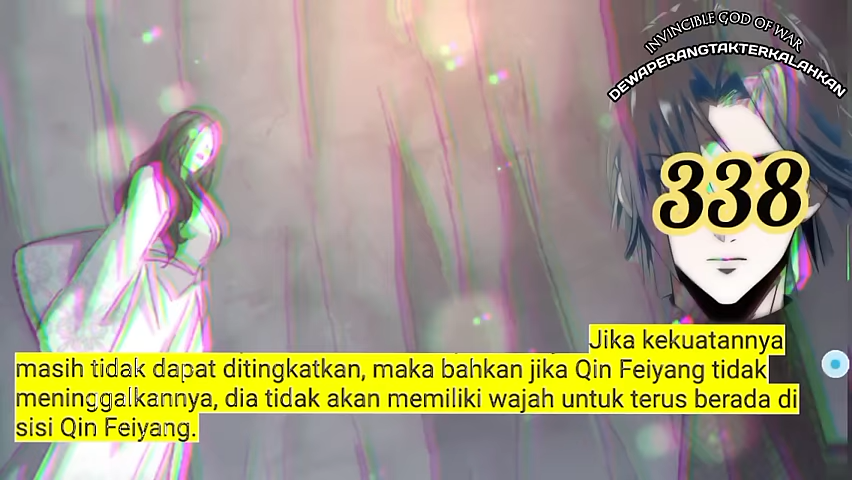 INVINCIBLE GOD OF WAR
DEWAPERANGTAKTERKALAHKAN
338
Jika kekuatannya
masih tidak dapat ditingkatkan, maka bahkan jika Qin Feiyang tidak
meninggalkannya, dia tidak akan memiliki wajah untuk terus berada di
sisi Qin Feiyang.